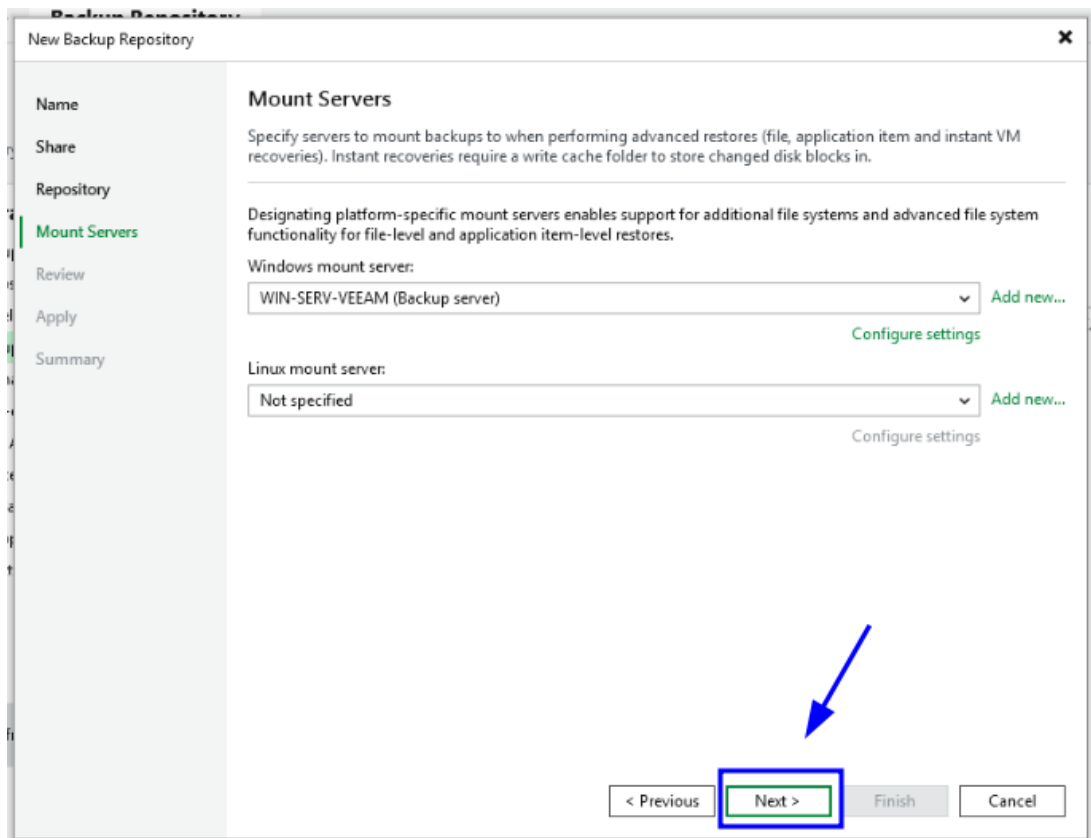 Backup Repository
New Backup Repository
Name
Share
Repository
Mount Servers
Review
Apply
Summary
Mount Servers
Specify servers to mount backups to when performing advanced restores (file, application item and instant VM
recoveries). Instant recoveries require a write cache folder to store changed disk blocks in.
Designating platform-specific mount servers enables support for additional file systems and advanced file system
functionality for file-level and application item-level restores.
Windows mount server:
WIN-SERV-VEEAM (Backup server)
Add new...
Configure settings
Linux mount server:
Not specified
Add new...
Configure settings
< Previous
Next >
Finish
Cancel